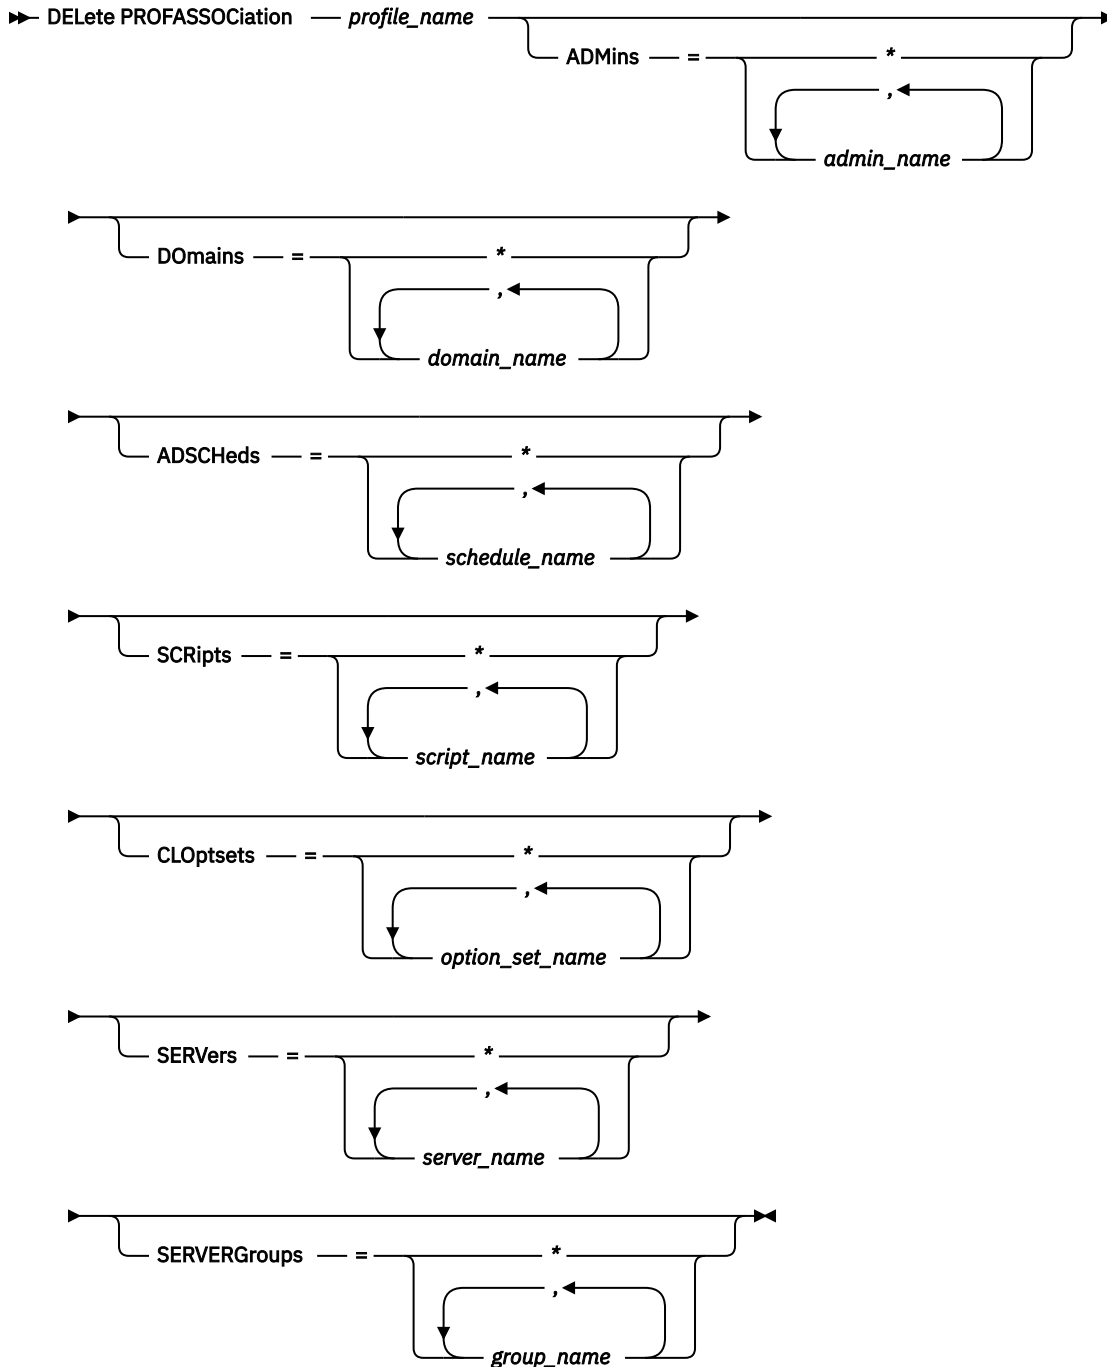 DELete PROFASSOCiation profile_name
ADMins = *
,
admin_name
DOmains = *
,
domain_name
ADSCHeds = *
,
schedule_name
SCRipts = *
,
script_name
CLOptsets = *
,
option_set_name
SERVers = *
,
server_name
SERVERGroups = *
,
group_name